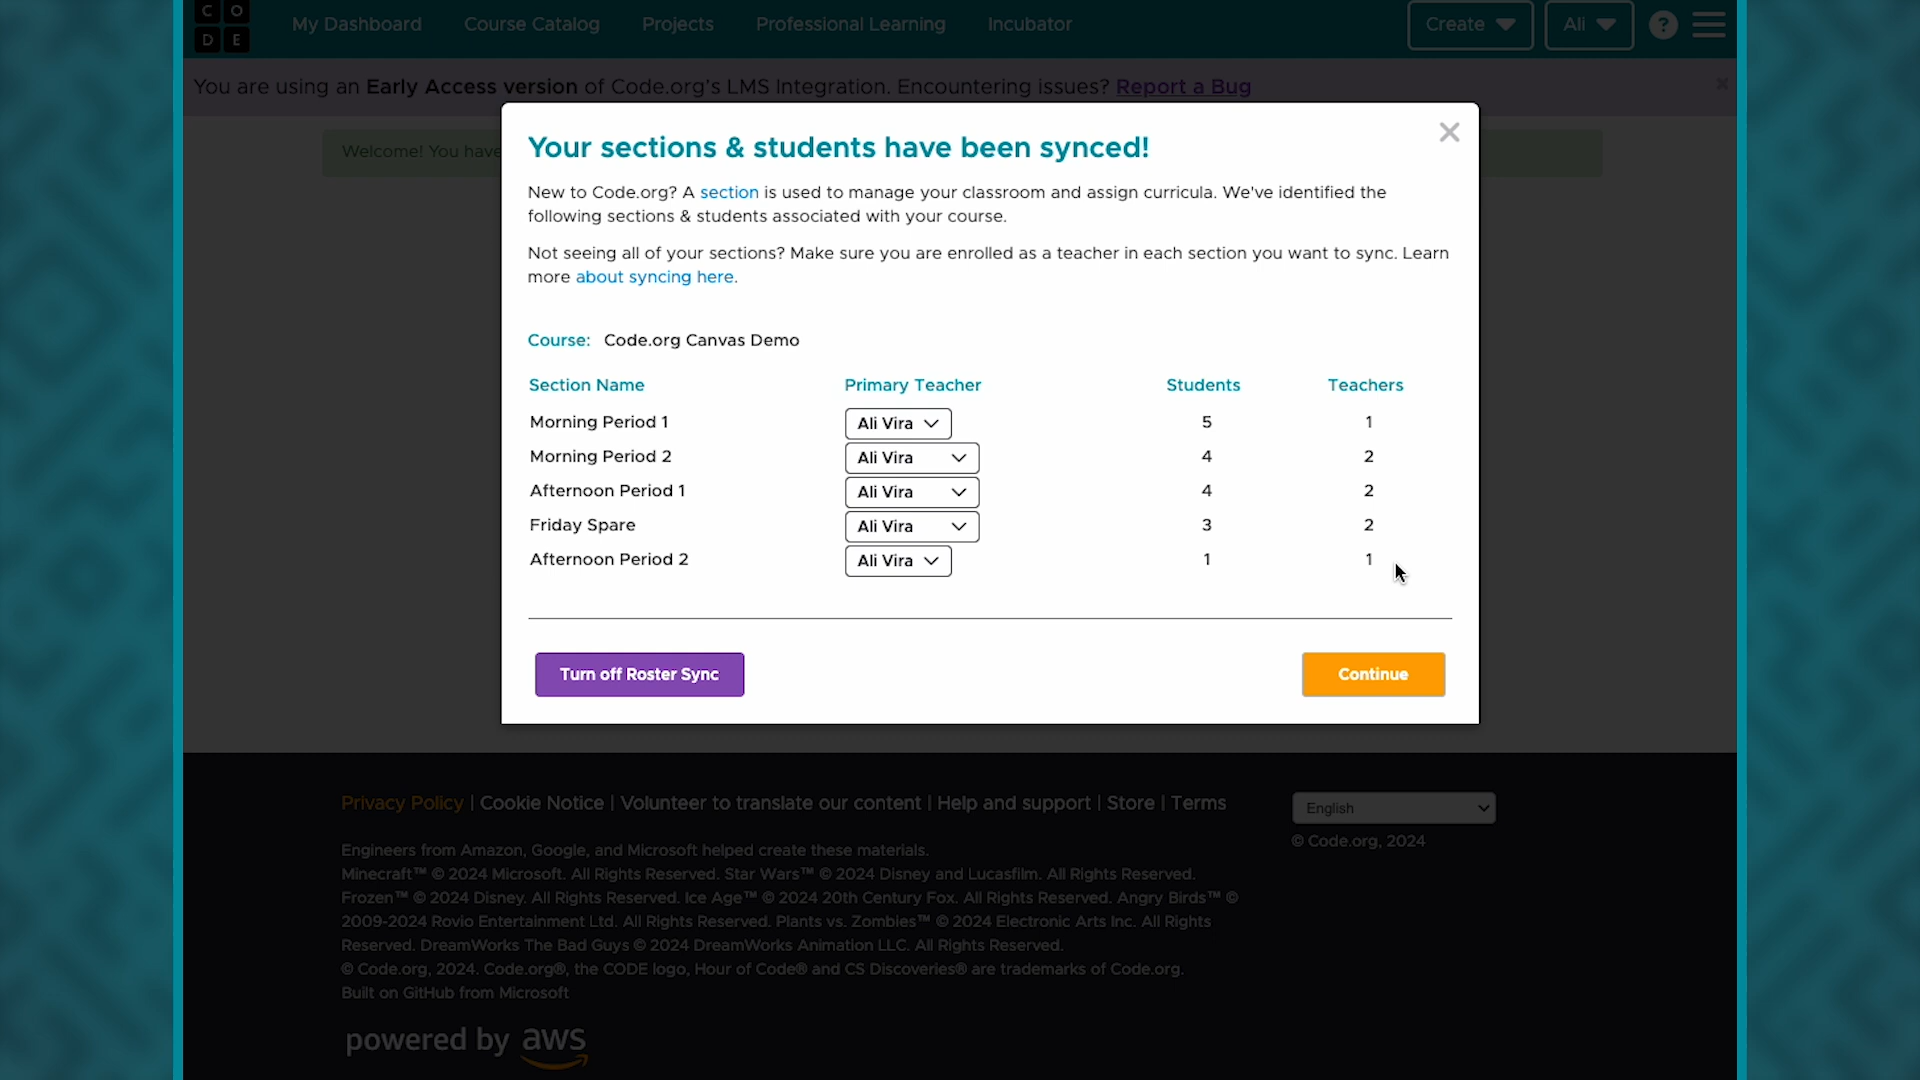 C O
D E
My Dashboard
Course Catalog
Projects
Professional Learning
Incubator
Create
Ali
?
You are using an Early Access version of Code.org's LMS Integration. Encountering issues? Report a Bug
Welcome! You have
Your sections & students have been synced!
New to Code.org? A section is used to manage your classroom and assign curricula. We've identified the
following sections & students associated with your course.
Not seeing all of your sections? Make sure you are enrolled as a teacher in each section you want to sync. Learn
more about syncing here.
Course: Code.org Canvas Demo
Section Name Primary Teacher Students Teachers
Morning Period 1 Ali Vira 5 1
Morning Period 2 Ali Vira 4 2
Afternoon Period 1 Ali Vira 4 2
Friday Spare Ali Vira 3 2
Afternoon Period 2 Ali Vira 1 1
Turn off Roster Sync
Continue
Privacy Policy | Cookie Notice | Volunteer to translate our content | Help and support | Store | Terms
English
© Code.org, 2024
Engineers from Amazon, Google, and Microsoft helped create these materials.
Minecraft™ © 2024 Microsoft. All Rights Reserved. Star Wars™ © 2024 Disney and Lucasfilm. All Rights Reserved.
Frozen™ © 2024 Disney. All Rights Reserved. Ice Age™ © 2024 20th Century Fox. All Rights Reserved. Angry Birds™ ©
2009-2024 Rovio Entertainment Ltd. All Rights Reserved. Plants vs. Zombies™ © 2024 Electronic Arts Inc. All Rights
Reserved. DreamWorks The Bad Guys © 2024 DreamWorks Animation LLC. All Rights Reserved.
© Code.org, 2024. Code.org®, the CODE logo, Hour of Code® and CS Discoveries® are trademarks of Code.org.
Built on GitHub from Microsoft
powered by aws